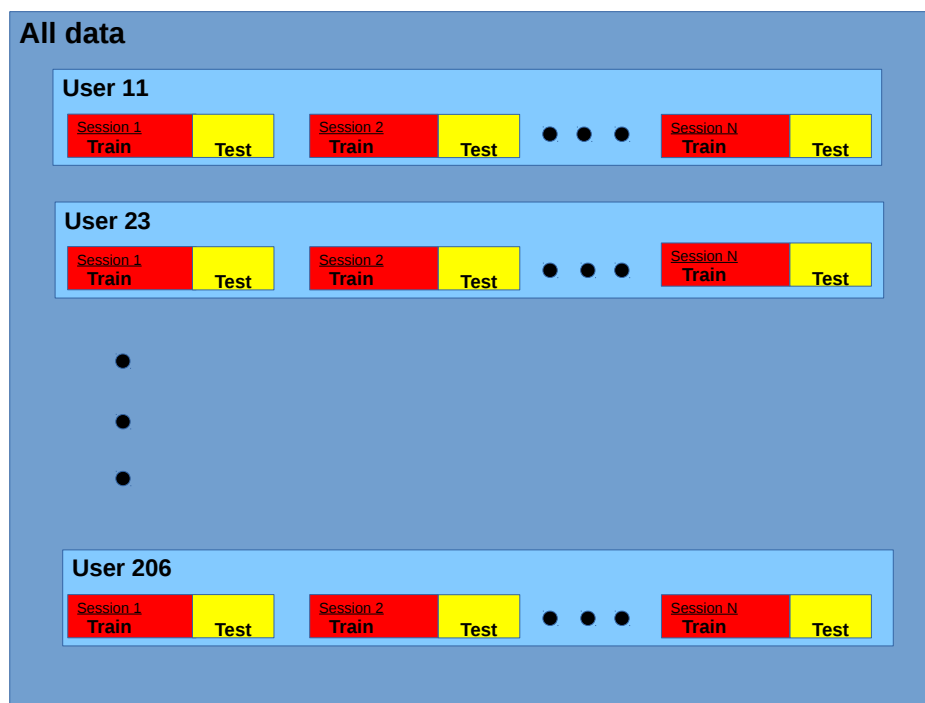 All data
User 11
Session 1 Session 2 Session N
Train Test Train Test Train Test
User 23
Session 1 Session 2 Session N
Train Test Train Test Train Test
User 206
Session 1 Session 2 Session N
Train Test Train Test Train Test